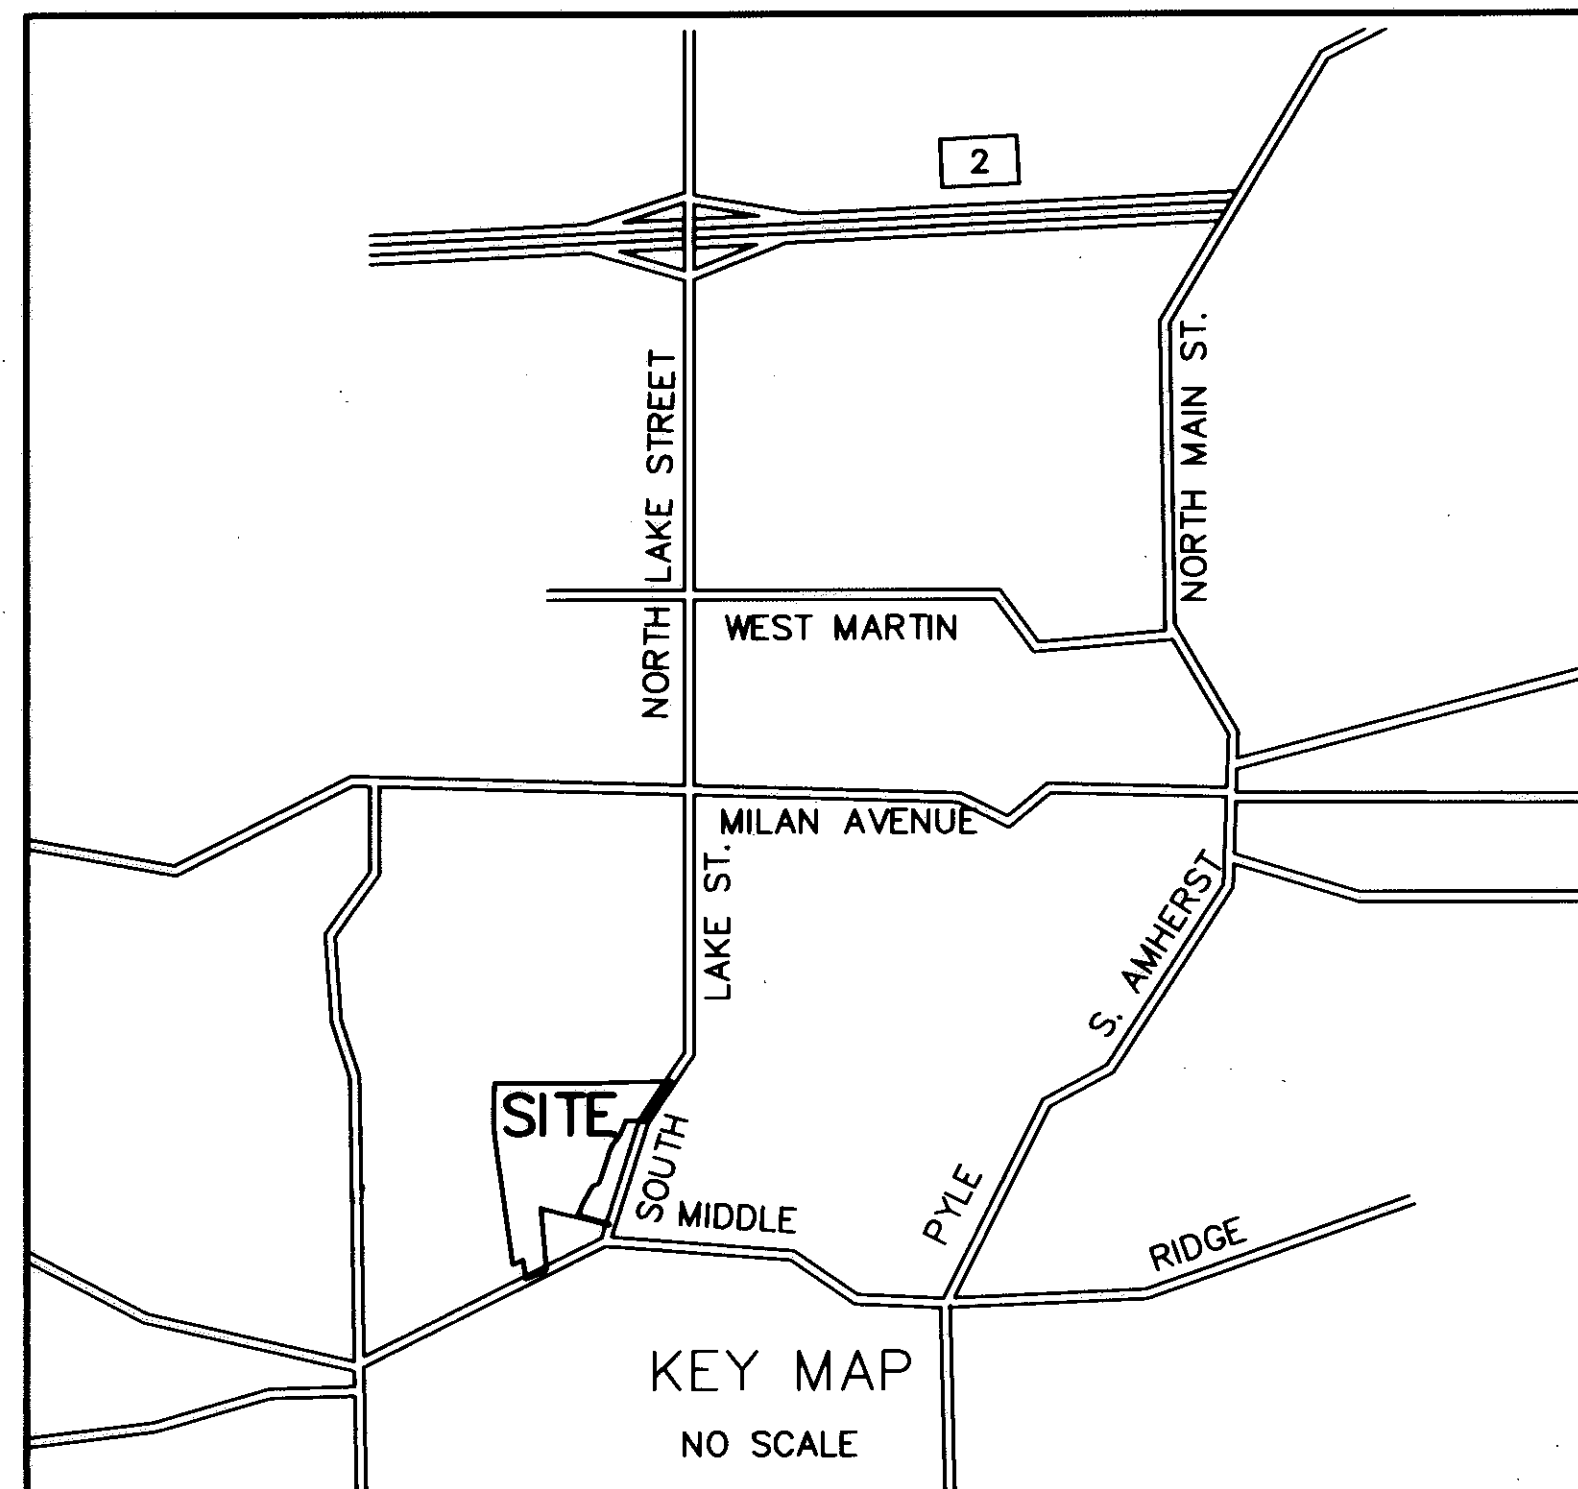 2
NORTH LAKE STREET
NORTH MAIN ST.
WEST MARTIN
MILAN AVENUE
LAKE ST.
S. AMHERST
SITE
SOUTH
MIDDLE
PYLE
RIDGE
KEY MAP
NO SCALE